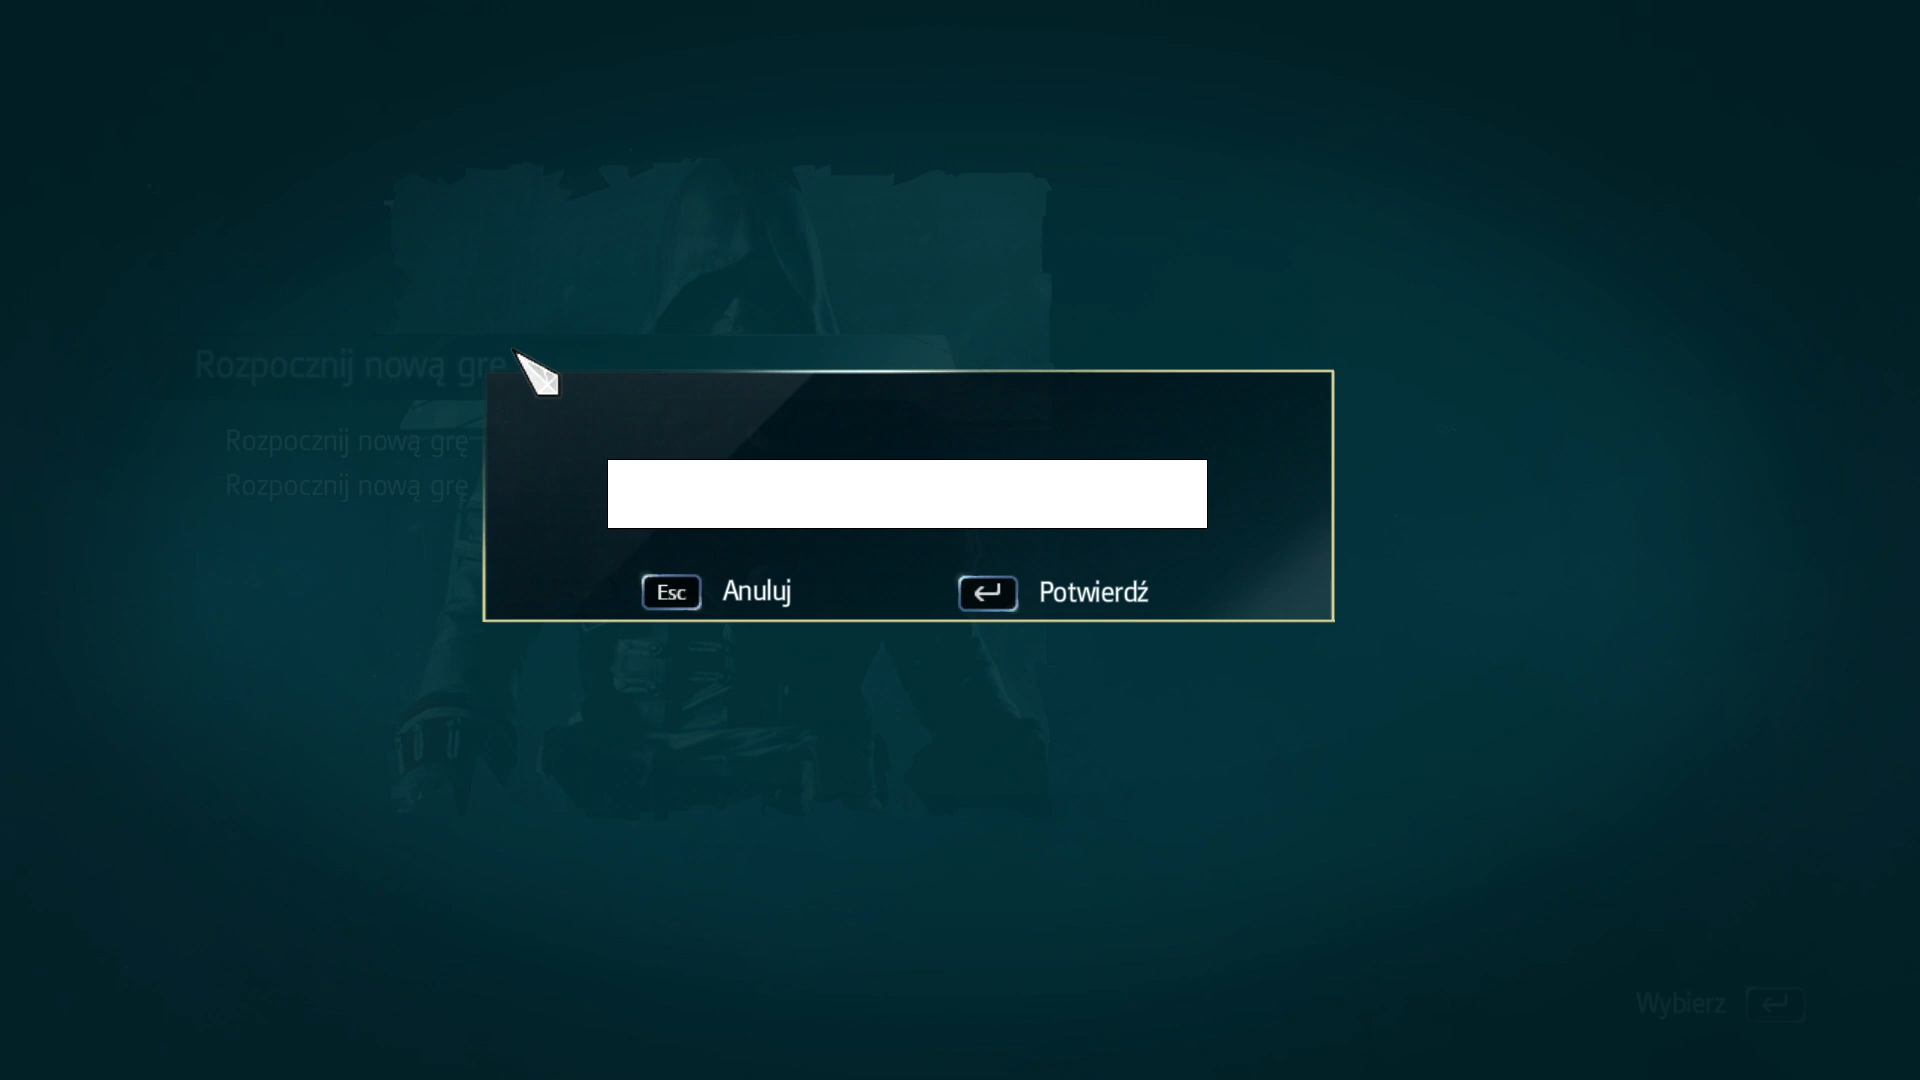 Rozpocznij nową grę
Rozpocznij nową grę
Rozpocznij nową grę
Esc Anuluj
Potwierdź
Wybierz